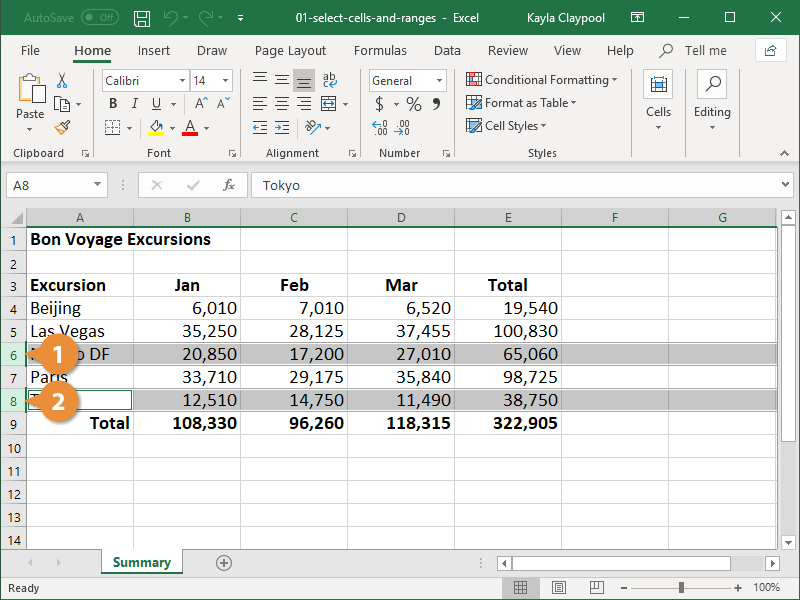 AutoSave Off 01-select-cells-and-ranges - Excel Kayla Claypool
File Home Insert Draw Page Layout Formulas Data Review View Help Tell me
Paste
Clipboard
Calibri 14
B I U A A
A
Font
ab
Alignment
General
$ % ,
.00 .00
Number
Conditional Formatting
Format as Table
Cell Styles
Styles
Cells
Editing
A8 fx Tokyo
A B C D E F G
1 Bon Voyage Excursions
2
3 Excursion Jan Feb Mar Total
4 Beijing 6,010 7,010 6,520 19,540
5 Las Vegas 35,250 28,125 37,455 100,830
6 1 DF 20,850 17,200 27,010 65,060
7 Paris 33,710 29,175 35,840 98,725
8 2 12,510 14,750 11,490 38,750
9 Total 108,330 96,260 118,315 322,905
10
11
12
13
14
Summary
Ready 100%